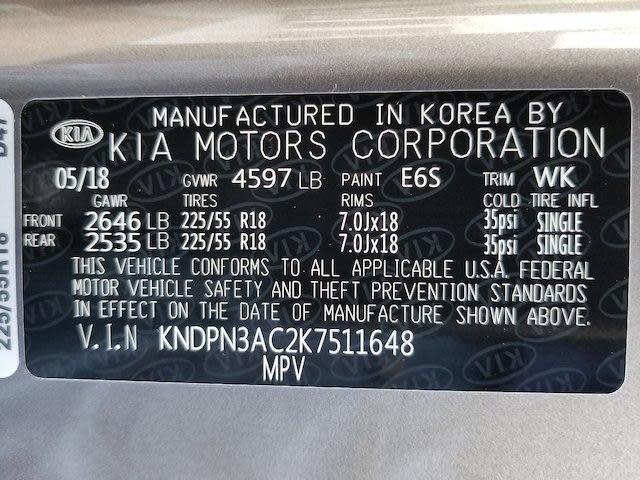 MANUFACTURED IN KOREA BY
KIA KIA MOTORS CORPORATION
05/18 GVWR 4597 LB PAINT E6S TRIM WK
GAWR TIRES RIMS COLD TIRE INFL
FRONT 2646 LB 225/55 R18 7.0Jx18 35psi SINGLE
REAR 2535 LB 225/55 R18 7.0Jx18 35psi SINGLE
THIS VEHICLE CONFORMS TO ALL APPLICABLE U.S.A. FEDERAL
MOTOR VEHICLE SAFETY AND THEFT PREVENTION STANDARDS
IN EFFECT ON THE DATE OF MANUFACTURE SHOWN ABOVE.
V.I.N KNDPN3AC2K7511648
MPV
225/55R18